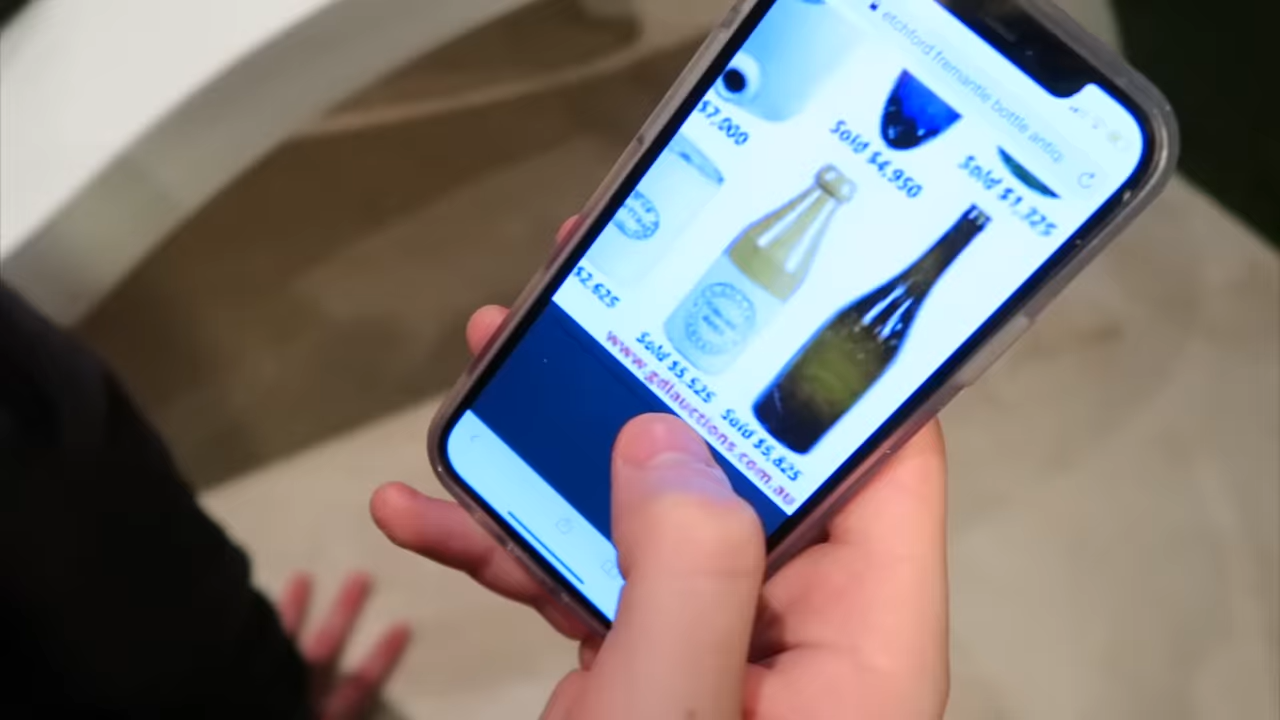 etchford fremantle bottle antiq
$7,000
Sold $4,950
Sold $1,325
$2,625
Sold $5,525
Sold $5,825
www.gdlauctions.com.au